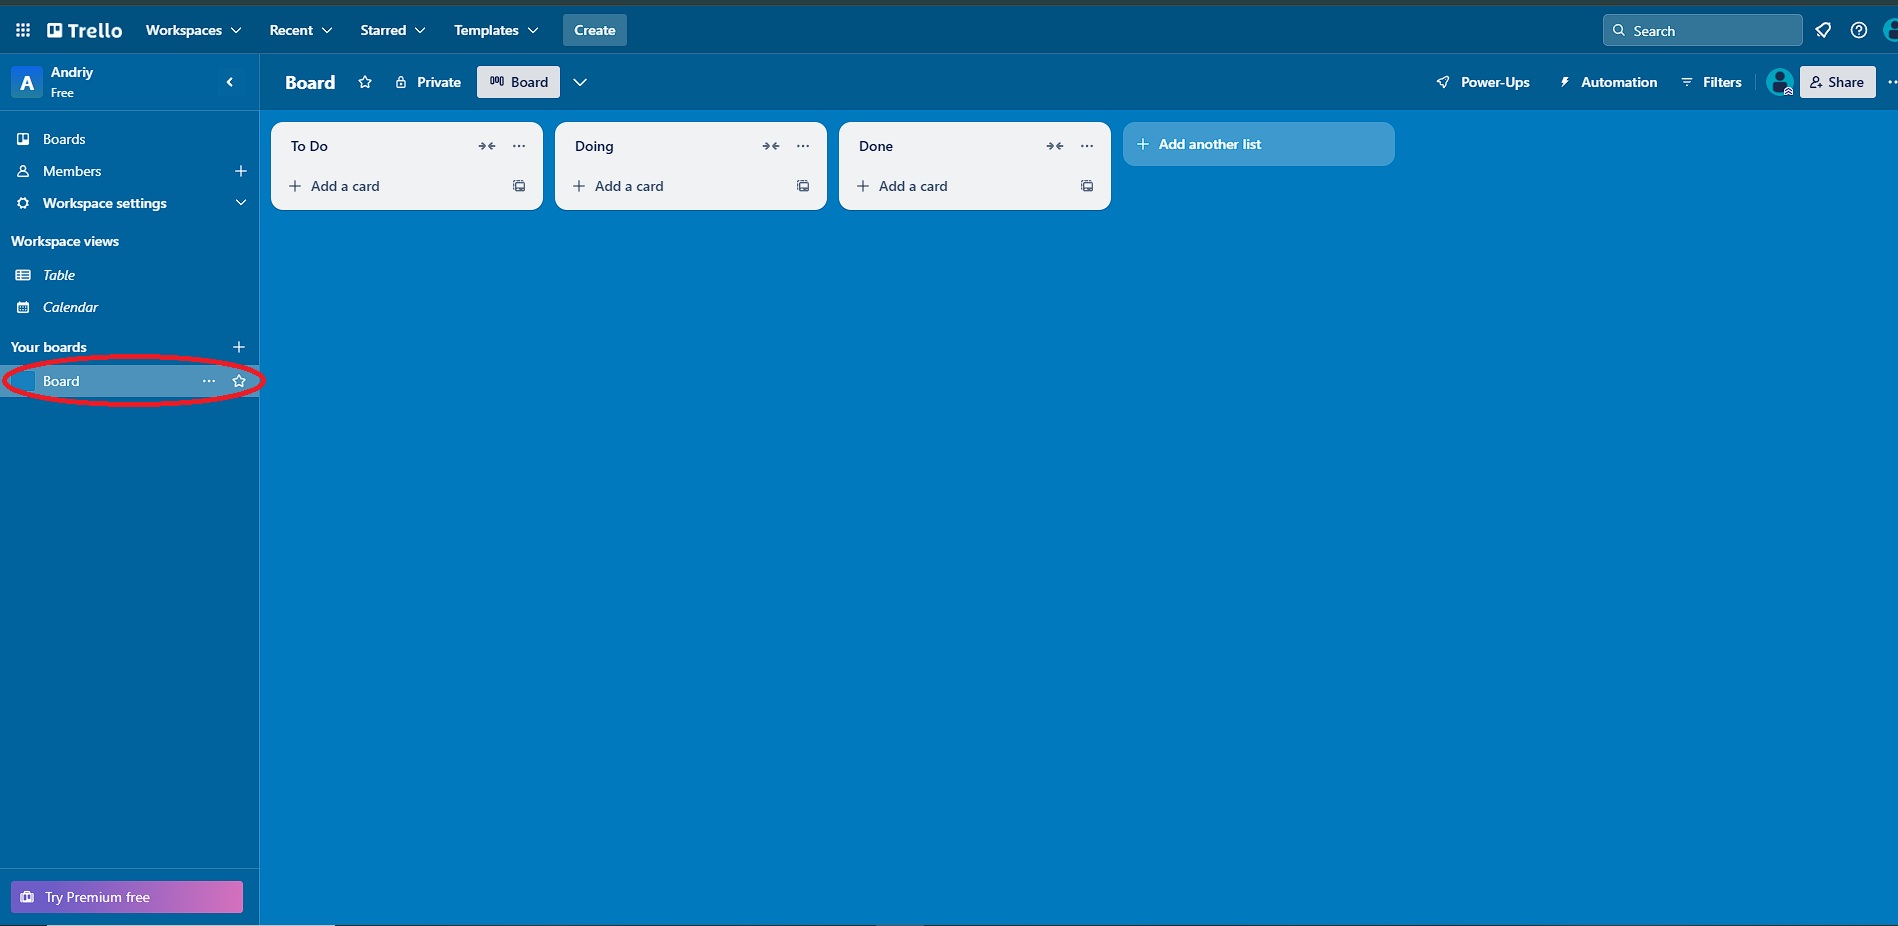 Trello Workspaces Recent Starred Templates Create Search
A Andriy
Free
Board Private Board Power-Ups Automation Filters Share
Boards
Members
Workspace settings
Workspace views
Table
Calendar
Your boards
Board
To Do
Add a card
Doing
Add a card
Done
Add a card
Add another list
Try Premium free